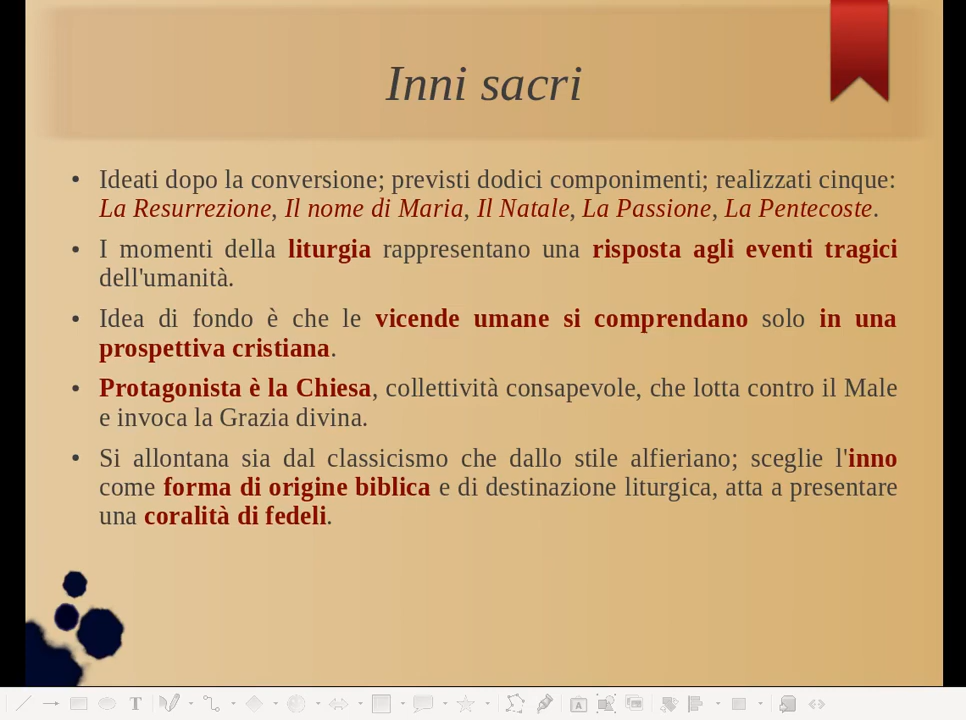 Inni sacri
• Ideati dopo la conversione; previsti dodici componimenti; realizzati cinque:
La Resurrezione, Il nome di Maria, Il Natale, La Passione, La Pentecoste.
• I momenti della liturgia rappresentano una risposta agli eventi tragici
dell'umanità.
• Idea di fondo è che le vicende umane si comprendano solo in una
prospettiva cristiana.
• Protagonista è la Chiesa, collettività consapevole, che lotta contro il Male
e invoca la Grazia divina.
• Si allontana sia dal classicismo che dallo stile alfieriano; sceglie l'inno
come forma di origine biblica e di destinazione liturgica, atta a presentare
una coralità di fedeli.